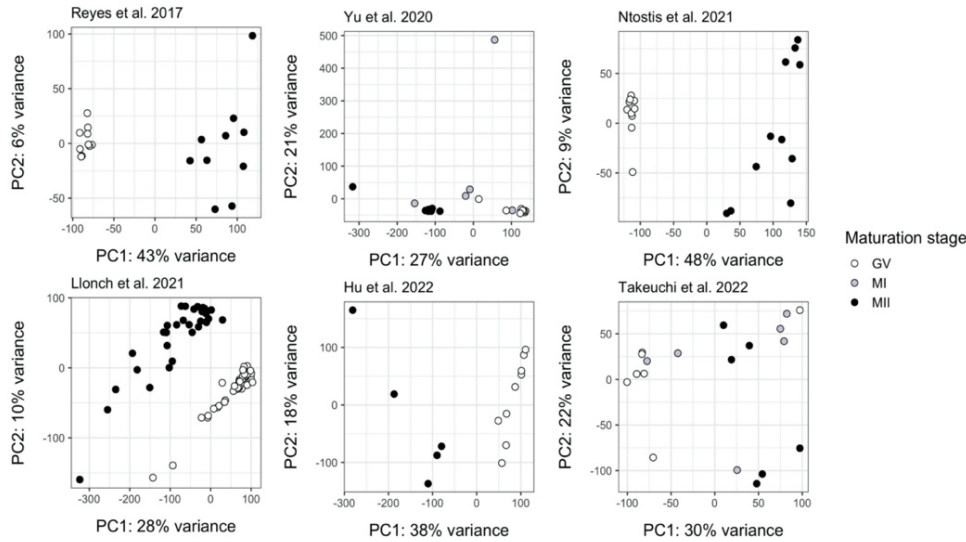 Reyes et al. 2017
100
50
0
-50
-100 -50 0 50 100
PC2: 6% variance
PC1: 43% variance
Yu et al. 2020
500
400
300
200
100
0
-300 -200 -100 0 100
PC2: 21% variance
PC1: 27% variance
Ntostis et al. 2021
50
0
-50
-100 -50 0 50 100 150
PC2: 9% variance
PC1: 48% variance
Maturation stage
GV
MI
MII
Llonch et al. 2021
100
0
-100
-300 -200 -100 0 100
PC2: 10% variance
PC1: 28% variance
Hu et al. 2022
100
0
-100
-300 -200 -100 0 100
PC2: 18% variance
PC1: 38% variance
Takeuchi et al. 2022
50
0
-50
-100
-100 -50 0 50 100
PC2: 22% variance
PC1: 30% variance